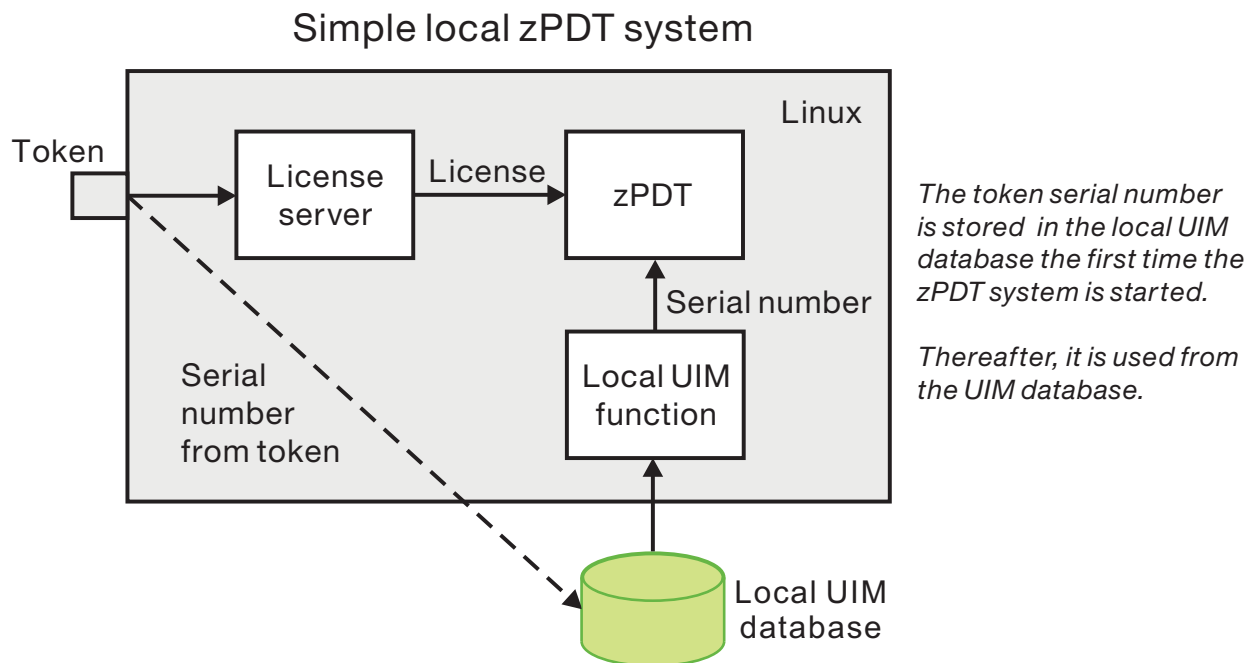 Simple local zPDT system
Linux
Token
License
server
License
zPDT
The token serial number
is stored in the local UIM
database the first time the
zPDT system is started.
Thereafter, it is used from
the UIM database.
Serial number
Local UIM
function
Serial
number
from token
Local UIM
database